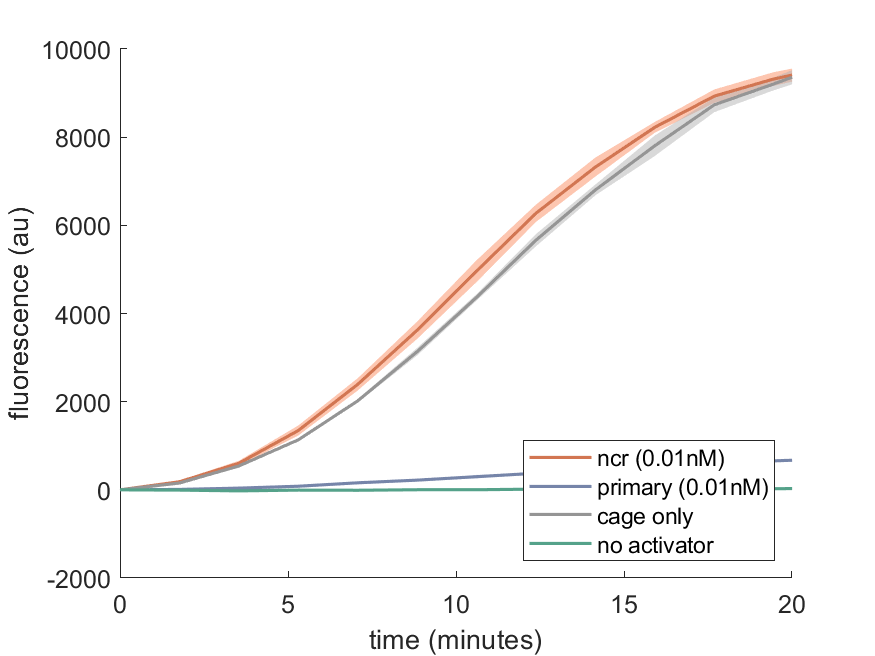 10000
8000
6000
4000
2000
0
-2000
fluorescence (au)
0 5 10 15 20
time (minutes)
ncr (0.01nM)
primary (0.01nM)
cage only
no activator